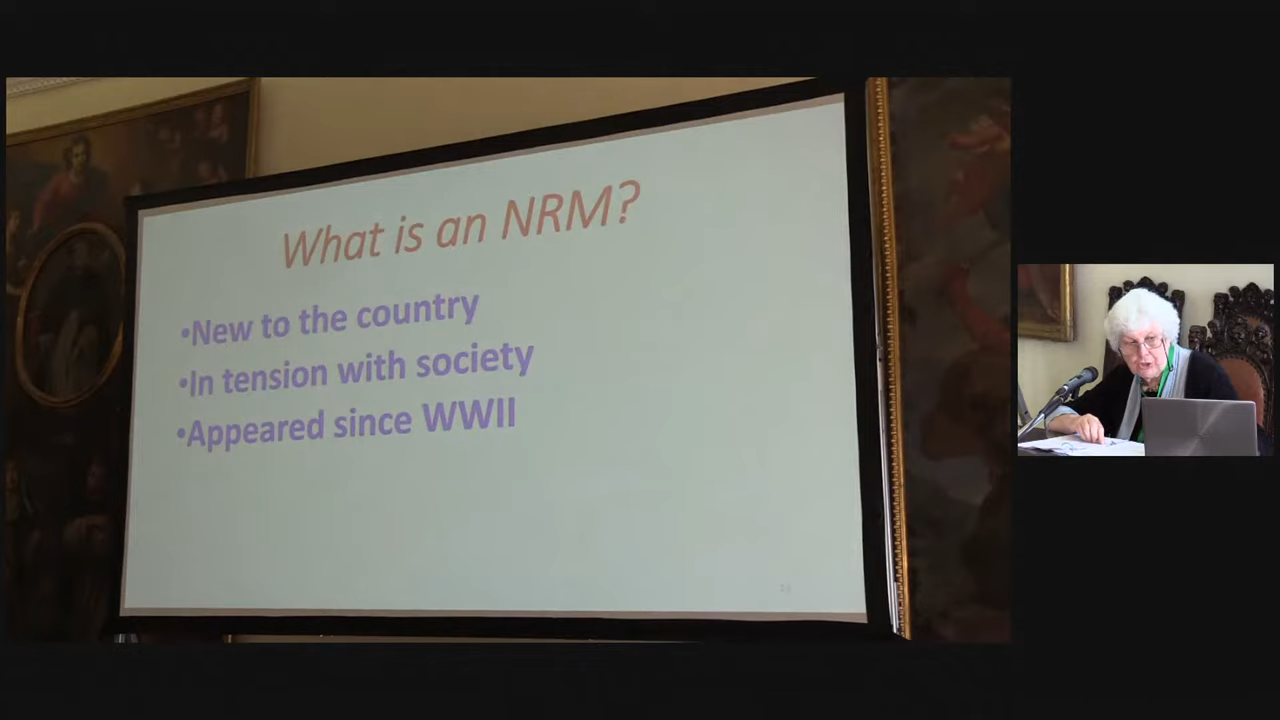 What is an NRM?
•New to the country
•In tension with society
•Appeared since WWII